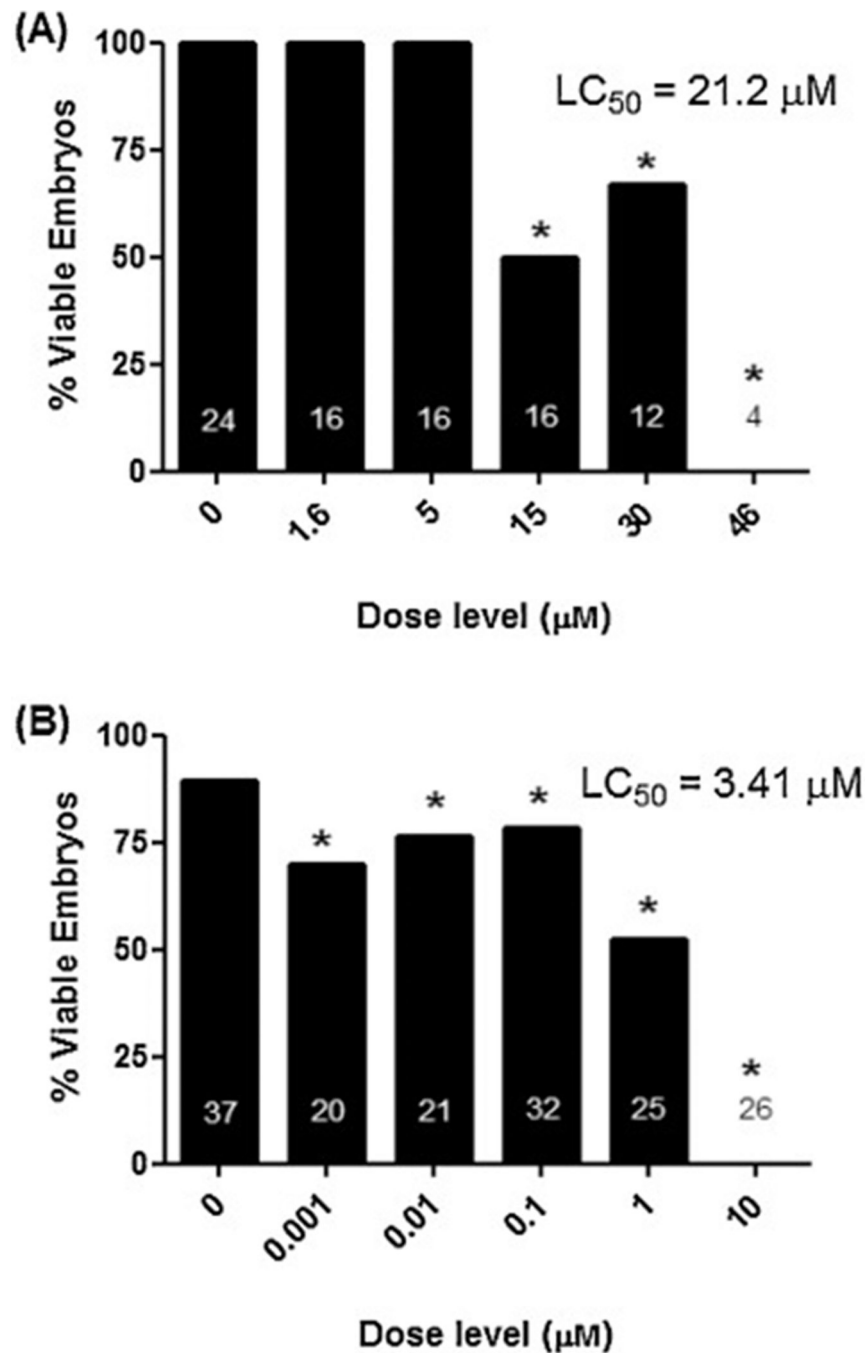 (A)
LC50 = 21.2 µM
% Viable Embryos
100
75
50
25
0
* * *
24 16 16 16 12 4
0 1.6 5 15 30 46
Dose level (µM)
(B)
LC50 = 3.41 µM
% Viable Embryos
100
75
50
25
0
* * * * *
37 20 21 32 25 26
0 0.001 0.01 0.1 1 10
Dose level (µM)